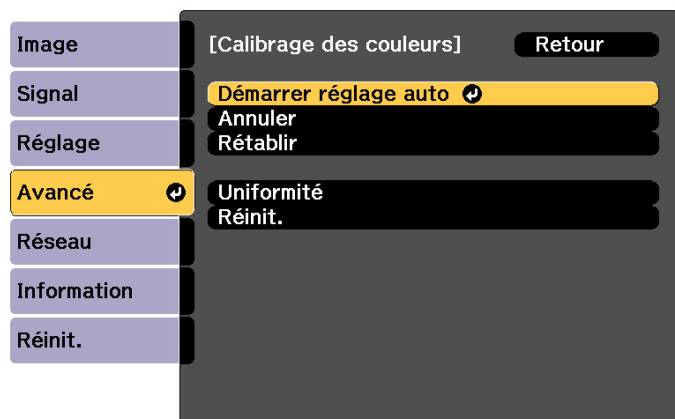 Image
Signal
Réglage
Avancé
Réseau
Information
Réinit.
[Calibrage des couleurs] Retour
Démarrer réglage auto
Annuler
Rétablir
Uniformité
Réinit.